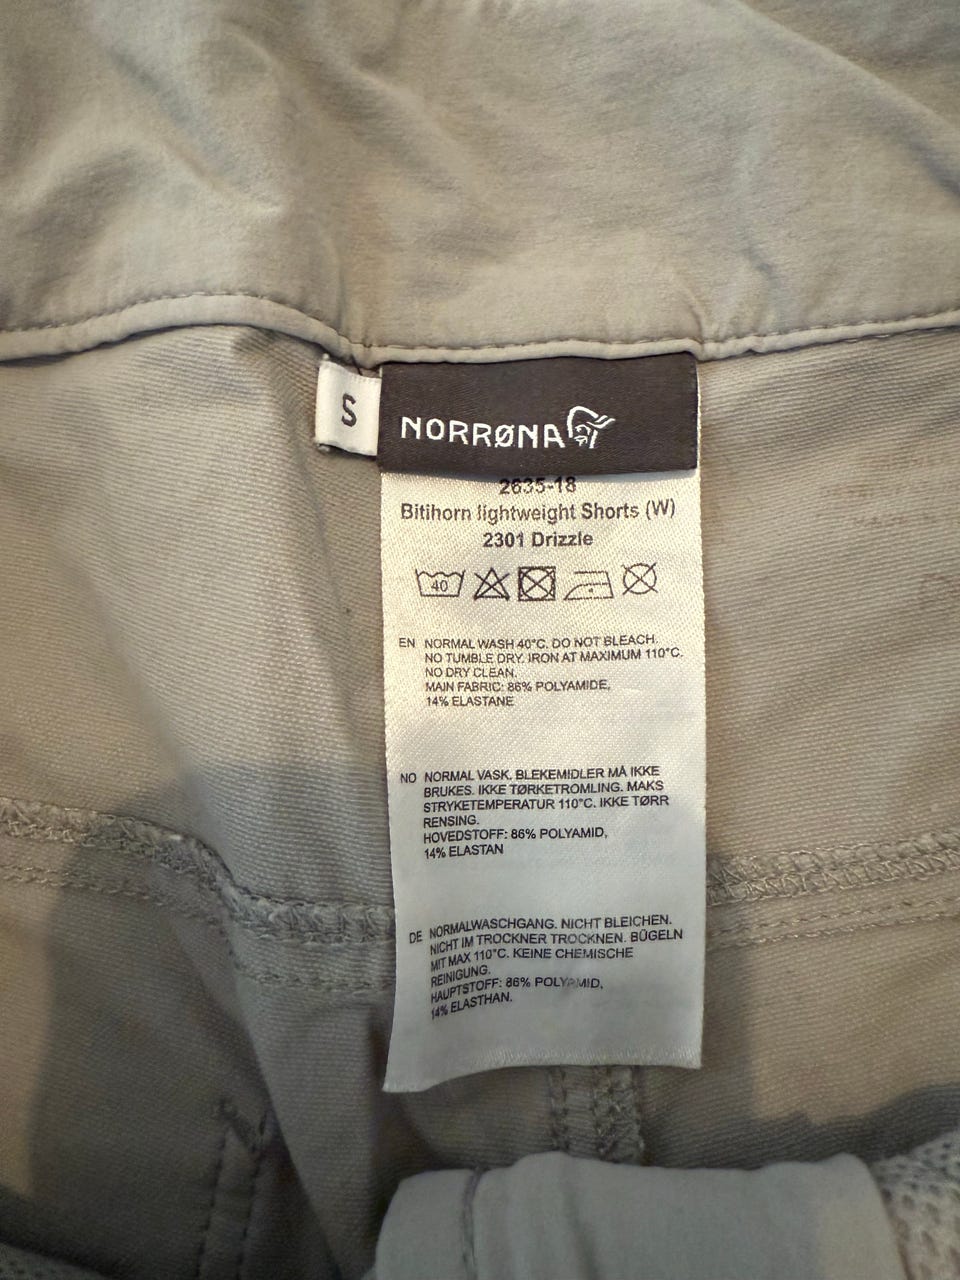 S
NORRØNA
2635-18
Bitihorn lightweight Shorts (W)
2301 Drizzle
40
EN NORMAL WASH 40°C. DO NOT BLEACH.
NO TUMBLE DRY. IRON AT MAXIMUM 110°C.
NO DRY CLEAN.
MAIN FABRIC: 86% POLYAMIDE,
14% ELASTANE
NO NORMAL VASK. BLEKEMIDLER MÅ IKKE
BRUKES. IKKE TØRKETROMLING. MAKS
STRYKETEMPERATUR 110°C. IKKE TØRR
RENSING.
HOVEDSTOFF: 86% POLYAMID,
14% ELASTAN
DE NORMALWASCHGANG. NICHT BLEICHEN.
NICHT IM TROCKNER TROCKNEN. BÜGELN
MIT MAX 110°C. KEINE CHEMISCHE
REINIGUNG.
HAUPTSTOFF: 86% POLYAMID,
14% ELASTHAN.